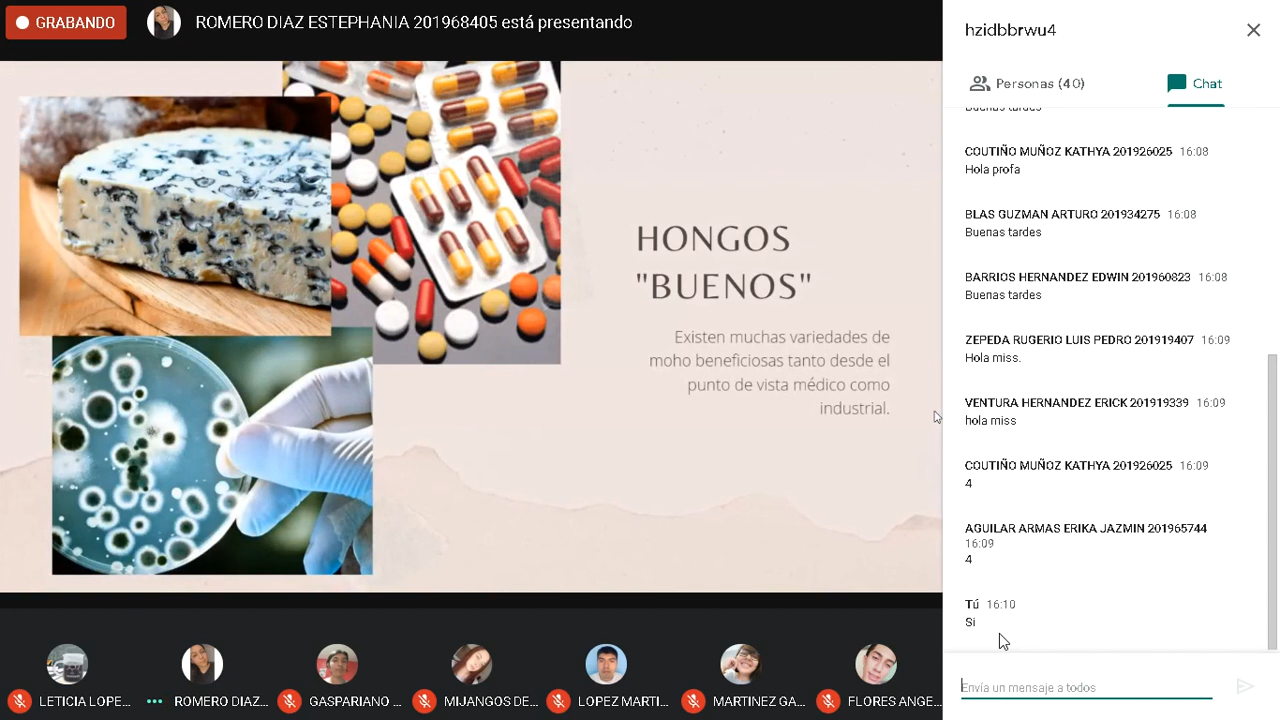 GRABANDO
ROMERO DIAZ ESTEPHANIA 201968405 está presentando
HONGOS
"BUENOS"
Existen muchas variedades de
moho beneficiosas tanto desde el
punto de vista médico como
industrial.
LETICIA LOPE...
ROMERO DIAZ...
GASPARIANO ...
MIJANGOS DE...
LOPEZ MARTI...
MARTINEZ GA...
FLORES ANGE...
hzidbbrwu4
Personas (40)
Chat
Buenas tardes
COUTIÑO MUÑOZ KATHYA 201926025 16:08
Hola profa
BLAS GUZMAN ARTURO 201934275 16:08
Buenas tardes
BARRIOS HERNANDEZ EDWIN 201960823 16:08
Buenas tardes
ZEPEDA RUGERIO LUIS PEDRO 201919407 16:09
Hola miss.
VENTURA HERNANDEZ ERICK 201919339 16:09
hola miss
COUTIÑO MUÑOZ KATHYA 201926025 16:09
4
AGUILAR ARMAS ERIKA JAZMIN 201965744
16:09
4
Tú 16:10
Si
Envía un mensaje a todos